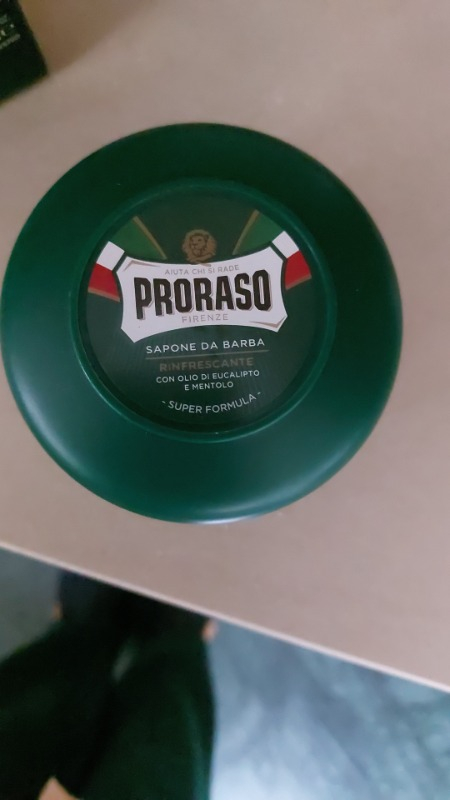 AIUTA CHI SI RADE
PRORASO
FIRENZE
SAPONE DA BARBA
RINFRESCANTE
CON OLIO DI EUCALIPTO
E MENTOLO
- SUPER FORMULA -